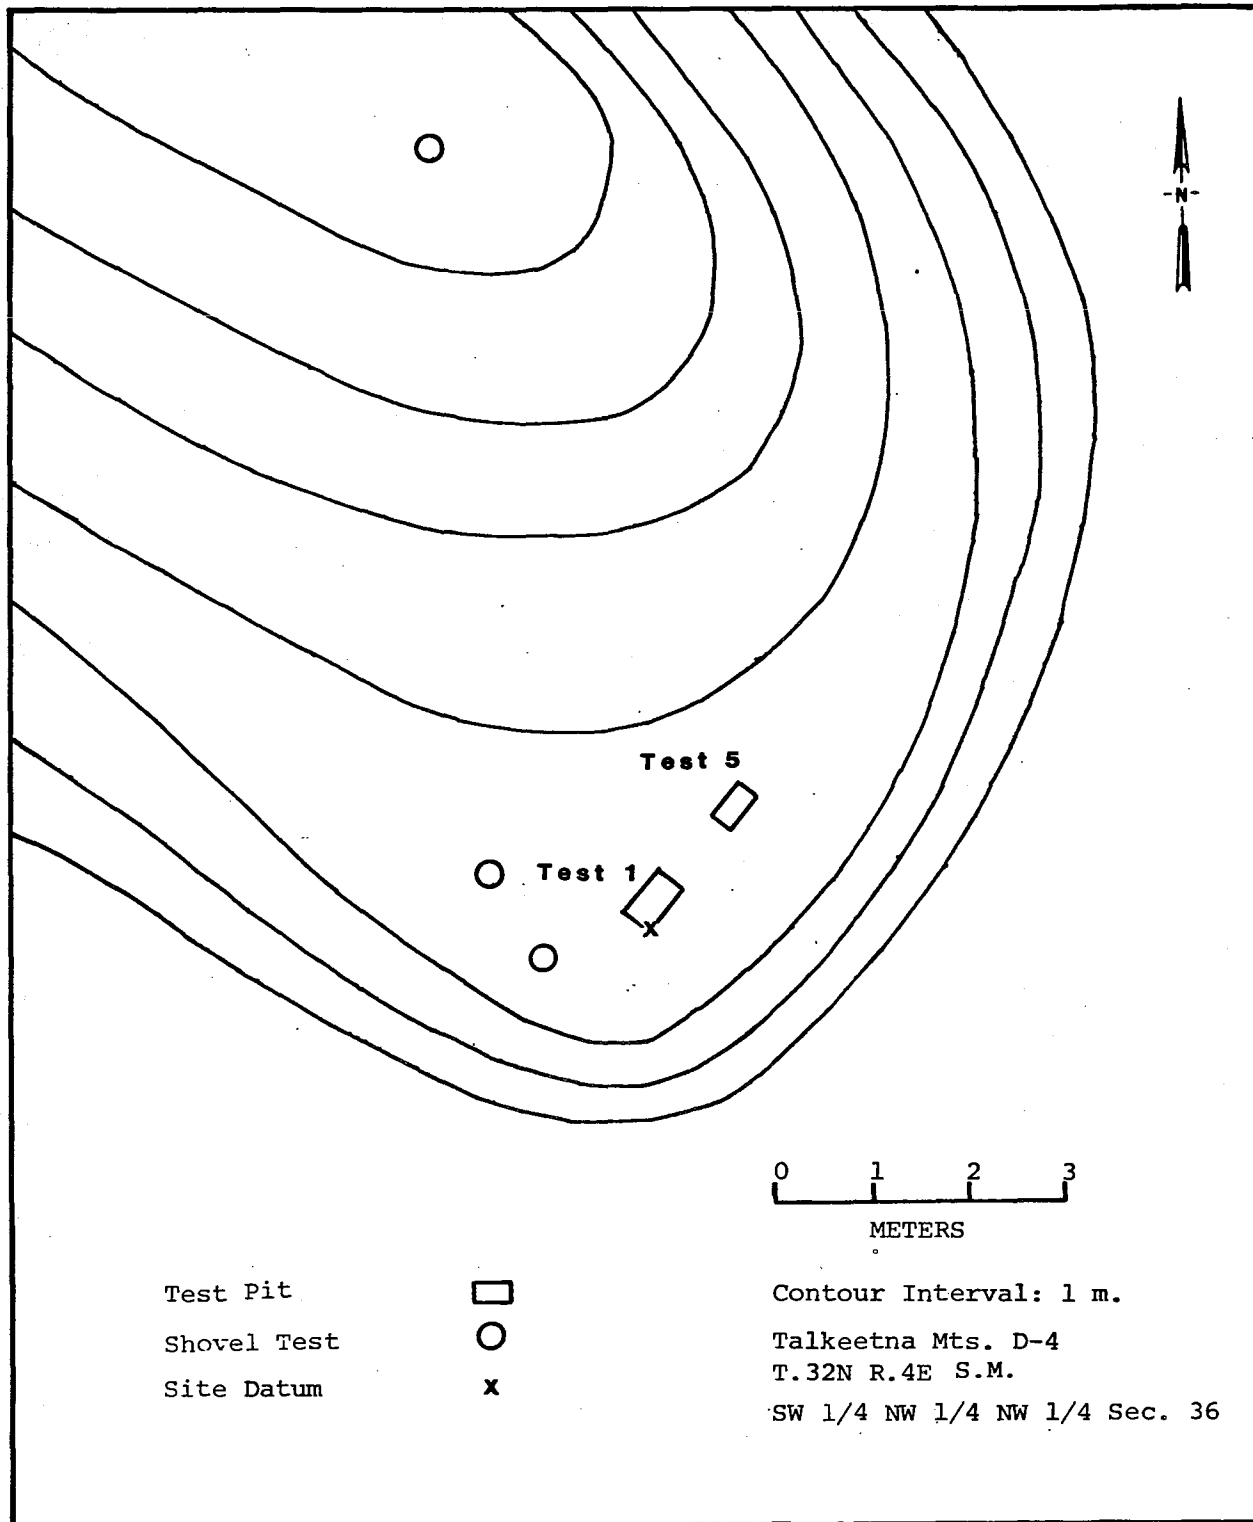 -N-
Test 5
Test 1
x
0 1 2 3
METERS
Test Pit
Shovel Test
Site Datum x
Contour Interval: 1 m.
Talkeetna Mts. D-4
T.32N R.4E S.M.
SW 1/4 NW 1/4 NW 1/4 Sec. 36